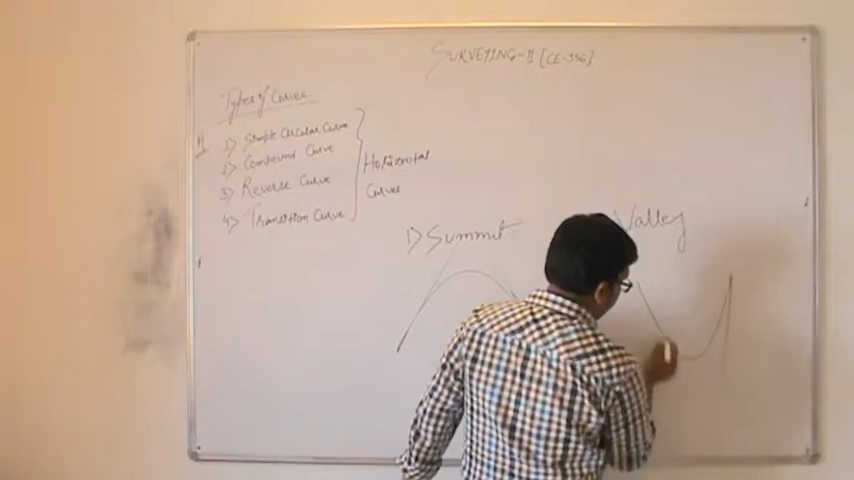 SURVEYING-II [CE-356]
Types of Curves
1) Simple Circular Curve
2) Compound Curve
3) Reverse Curve
4) Transition Curve
Horizontal
Curves
1) Summit
Valley